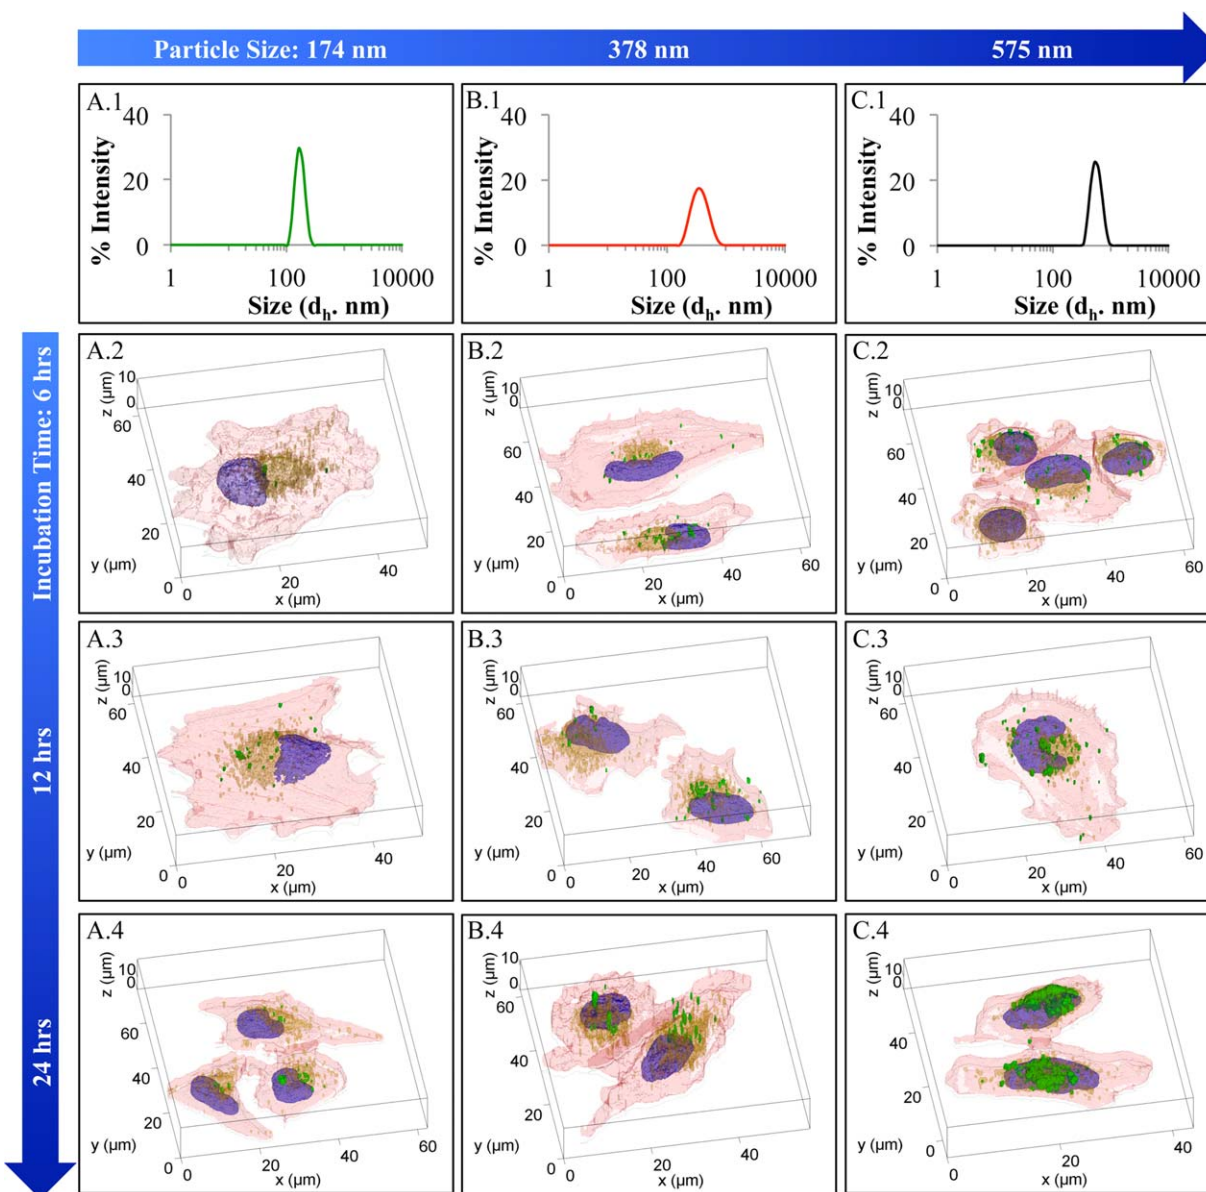 Particle Size: 174 nm 378 nm 575 nm
A.1 B.1 C.1
40 40 40
% Intensity % Intensity % Intensity
20 20 20
0 0 0
1 100 10000 1 100 10000 1 100 10000
Size (dh. nm) Size (dh. nm) Size (dh. nm)
Incubation Time: 6 hrs
A.2
z (µm)
10
0
60
40
20
0
y (µm)
0
20
40
x (µm)
B.2
z (µm)
10
0
60
40
20
0
y (µm)
0
20
40
60
x (µm)
C.2
z (µm)
10
0
60
40
20
0
y (µm)
0
20
40
60
x (µm)
12 hrs
A.3
z (µm)
10
0
60
40
20
0
y (µm)
0
20
40
x (µm)
B.3
z (µm)
10
0
60
40
20
0
y (µm)
0
20
40
60
x (µm)
C.3
z (µm)
10
0
60
40
20
0
y (µm)
0
20
40
60
x (µm)
24 hrs
A.4
z (µm)
10
0
60
40
20
0
y (µm)
0
20
40
60
x (µm)
B.4
z (µm)
10
0
60
40
20
0
y (µm)
0
20
40
x (µm)
C.4
z (µm)
10
0
40
20
0
y (µm)
0
20
40
x (µm)